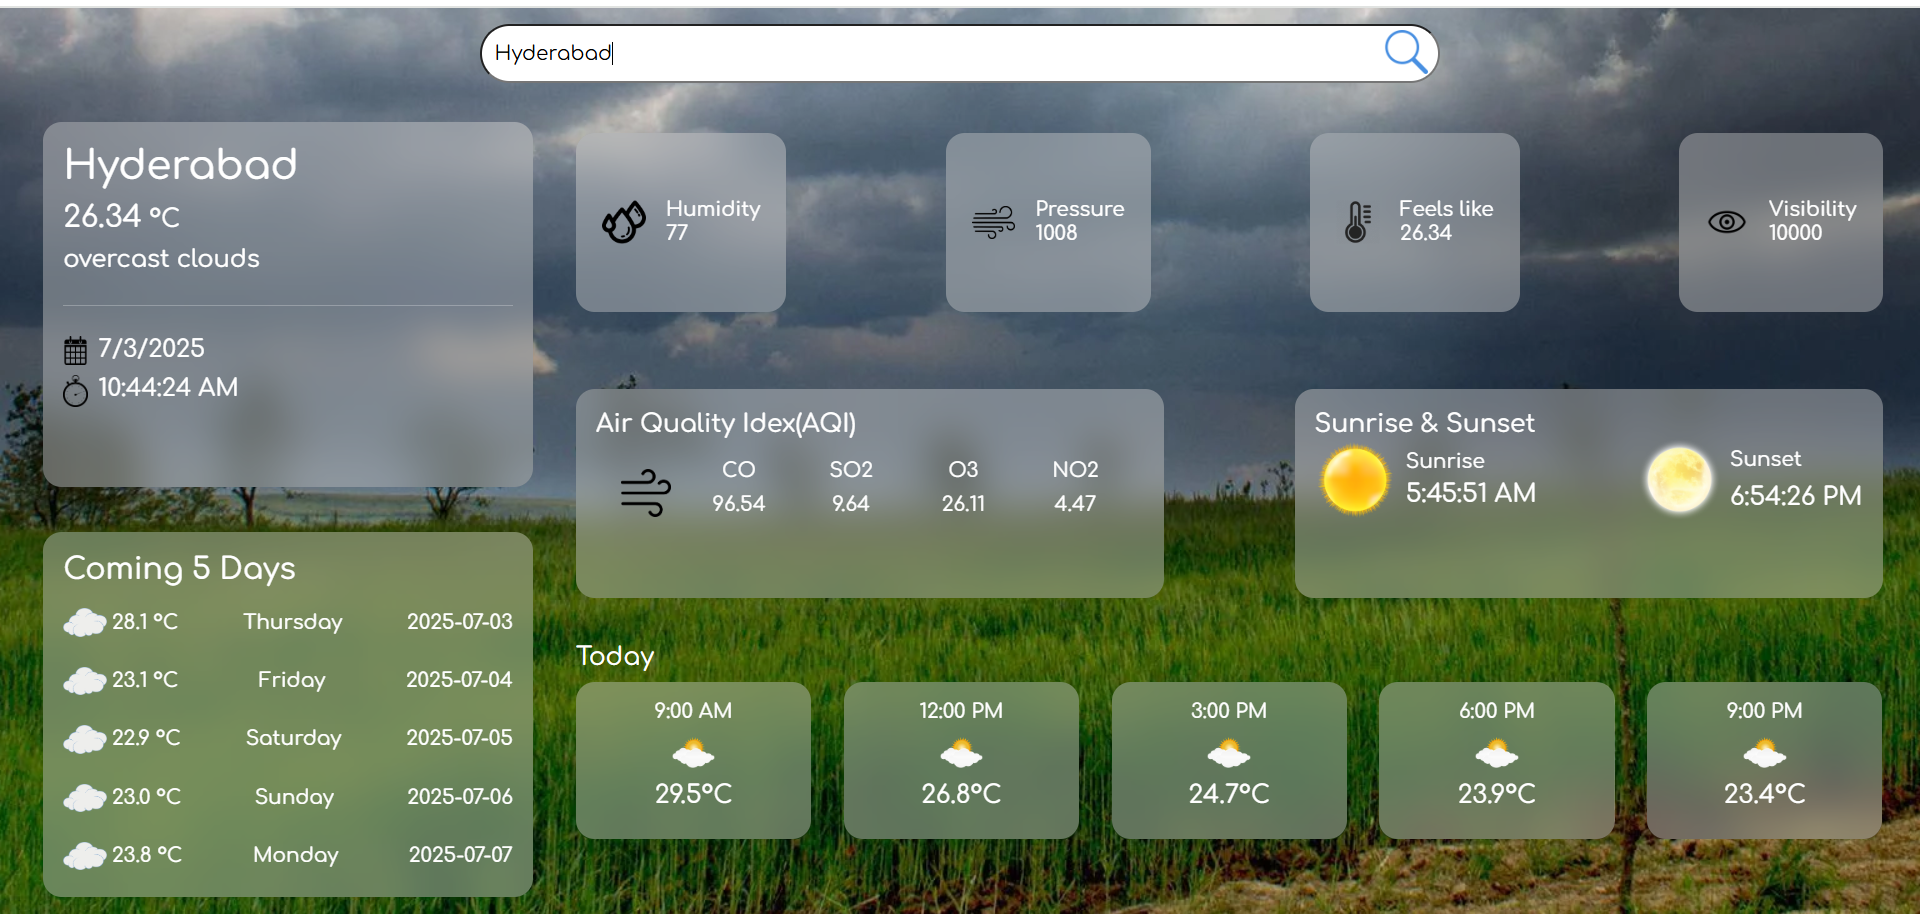 Hyderabad
Hyderabad
26.34 °C
overcast clouds
7/3/2025
10:44:24 AM
Humidity
77
Pressure
1008
Feels like
26.34
Visibility
10000
Air Quality Idex(AQI)
CO SO2 O3 NO2
96.54 9.64 26.11 4.47
Sunrise & Sunset
Sunrise
5:45:51 AM
Sunset
6:54:26 PM
Coming 5 Days
28.1 °C Thursday 2025-07-03
23.1 °C Friday 2025-07-04
22.9 °C Saturday 2025-07-05
23.0 °C Sunday 2025-07-06
23.8 °C Monday 2025-07-07
Today
9:00 AM
29.5°C
12:00 PM
26.8°C
3:00 PM
24.7°C
6:00 PM
23.9°C
9:00 PM
23.4°C